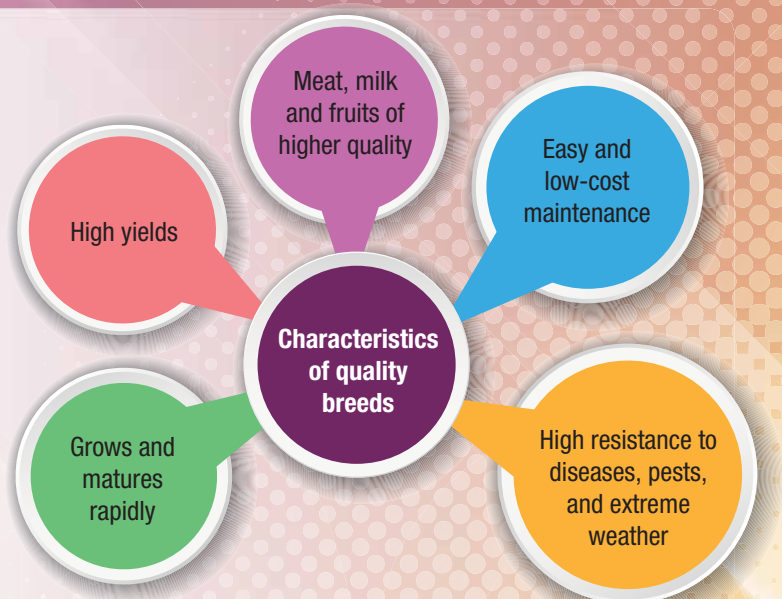 Meat, milk
and fruits of
higher quality
Easy and
low-cost
maintenance
High yields
Characteristics
of quality
breeds
Grows and
matures
rapidly
High resistance to
diseases, pests,
and extreme
weather